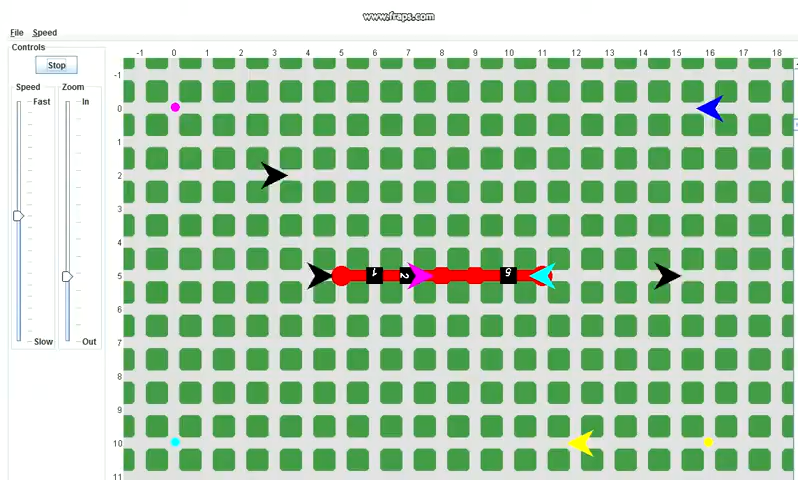 www.fraps.com
File Speed
Controls
Stop
Speed Zoom
Fast In
Slow Out
-1 0 1 2 3 4 5 6 7 8 9 10 11 12 13 14 15 16 17 18
-1
0
1
2
3
4
5
6
7
8
9
10
11
1 2 5